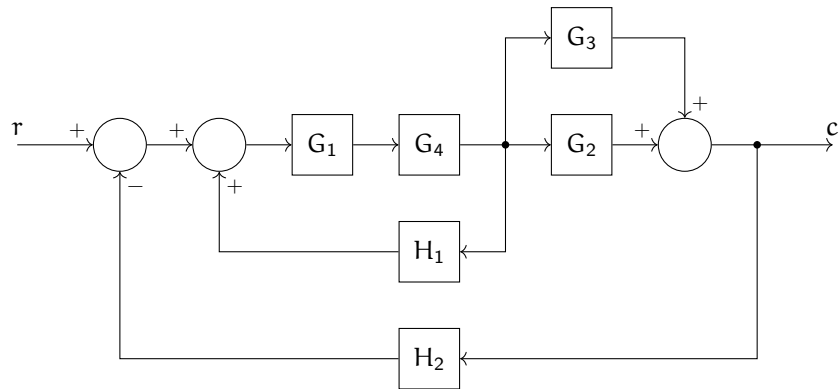 G₃
r + + G₁ G₄ G₂ + + c
− + H₁
H₂